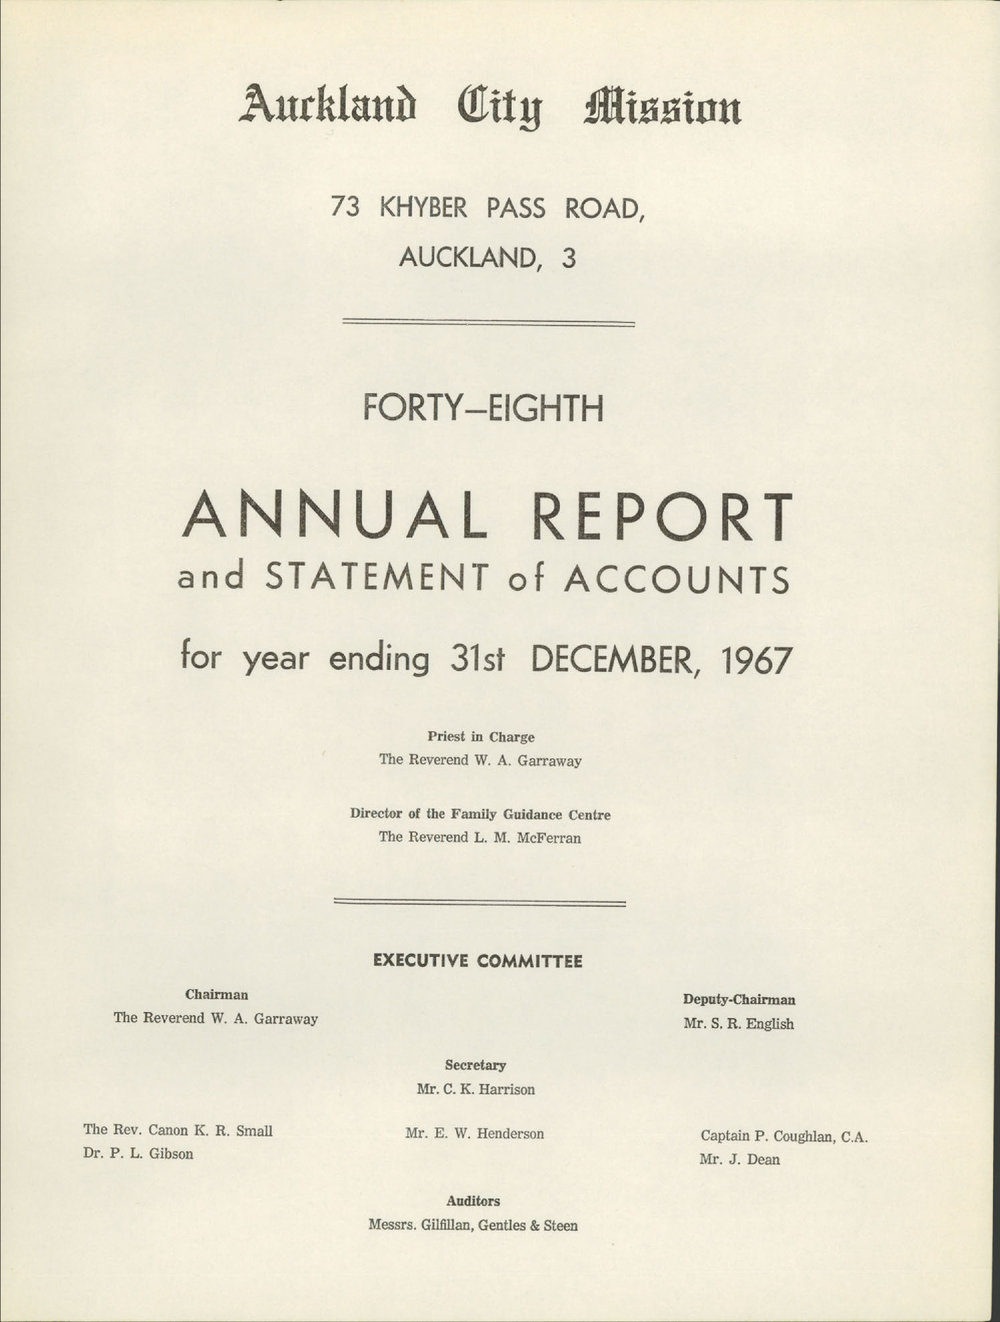 Auckland City Mission
73 KHYBER PASS ROAD,
AUCKLAND, 3
FORTY–EIGHTH
ANNUAL REPORT
and STATEMENT of ACCOUNTS
for year ending 31st DECEMBER, 1967
Priest in Charge
The Reverend W. A. Garraway
Director of the Family Guidance Centre
The Reverend L. M. McFerran
EXECUTIVE COMMITTEE
Chairman
The Reverend W. A. Garraway
Deputy-Chairman
Mr. S. R. English
Secretary
Mr. C. K. Harrison
The Rev. Canon K. R. Small
Dr. P. L. Gibson
Mr. E. W. Henderson
Captain P. Coughlan, C.A.
Mr. J. Dean
Auditors
Messrs. Gilfillan, Gentles & Steen